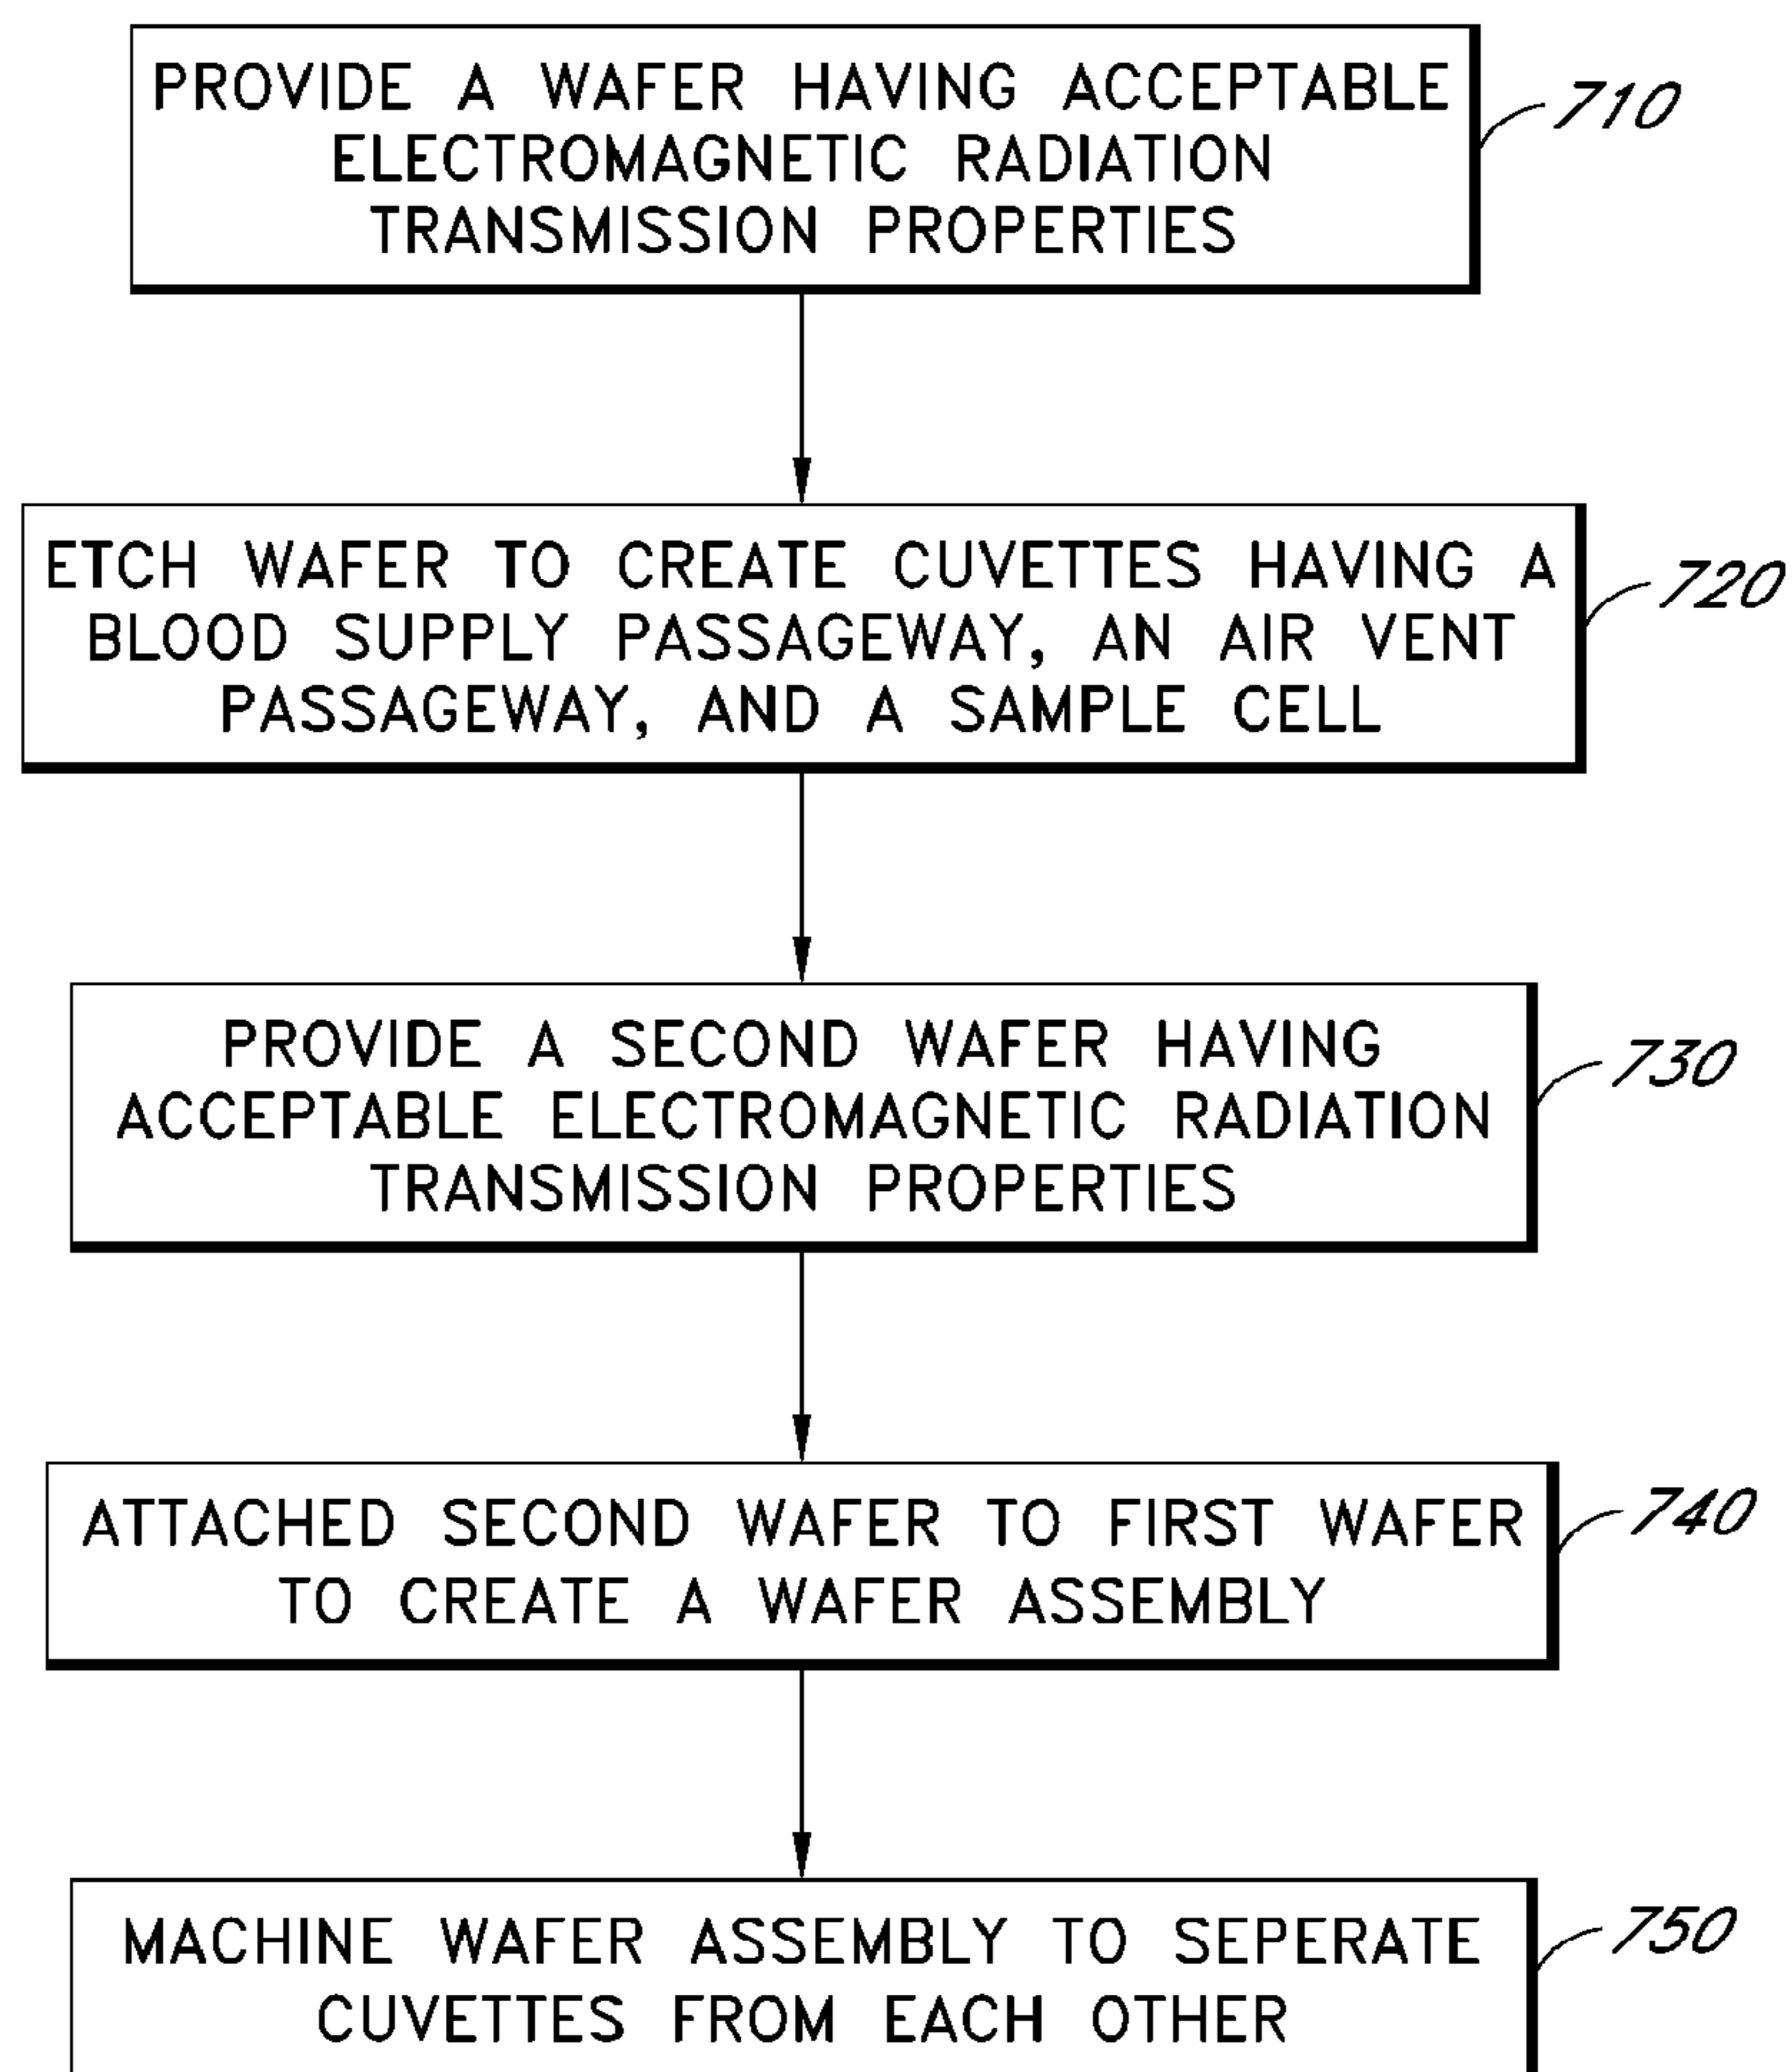 PROVIDE A WAFER HAVING ACCEPTABLE
ELECTROMAGNETIC RADIATION
TRANSMISSION PROPERTIES
710
ETCH WAFER TO CREATE CUVETTES HAVING A
BLOOD SUPPLY PASSAGEWAY, AN AIR VENT
PASSAGEWAY, AND A SAMPLE CELL
720
PROVIDE A SECOND WAFER HAVING
ACCEPTABLE ELECTROMAGNETIC RADIATION
TRANSMISSION PROPERTIES
730
ATTACHED SECOND WAFER TO FIRST WAFER
TO CREATE A WAFER ASSEMBLY
740
MACHINE WAFER ASSEMBLY TO SEPERATE
CUVETTES FROM EACH OTHER
750